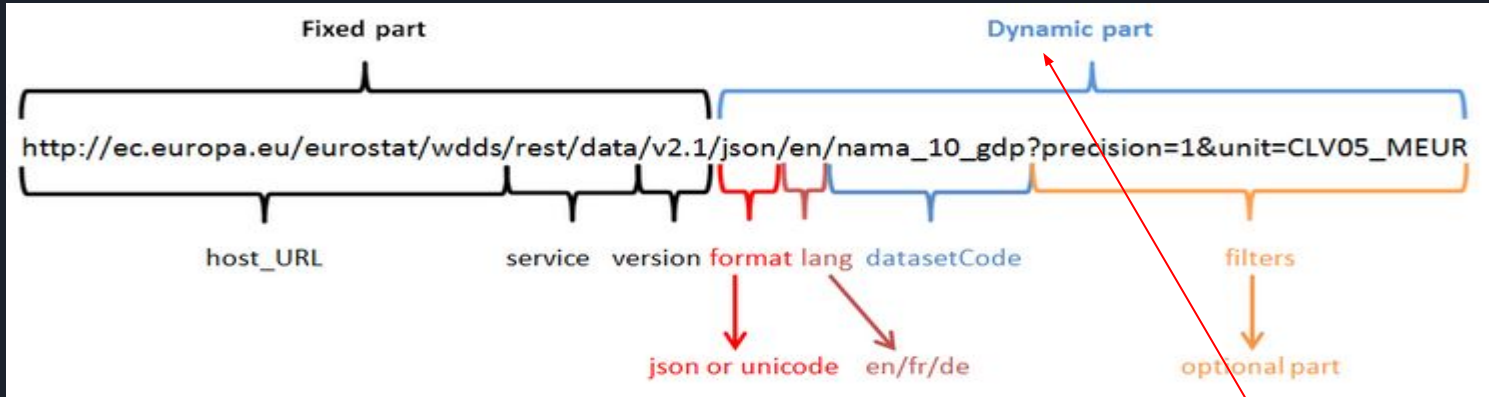 Fixed part Dynamic part
http://ec.europa.eu/eurostat/wdds/rest/data/v2.1/json/en/nama_10_gdp?precision=1&unit=CLV05_MEUR
host_URL service version format lang datasetCode filters
json or unicode en/fr/de optional part